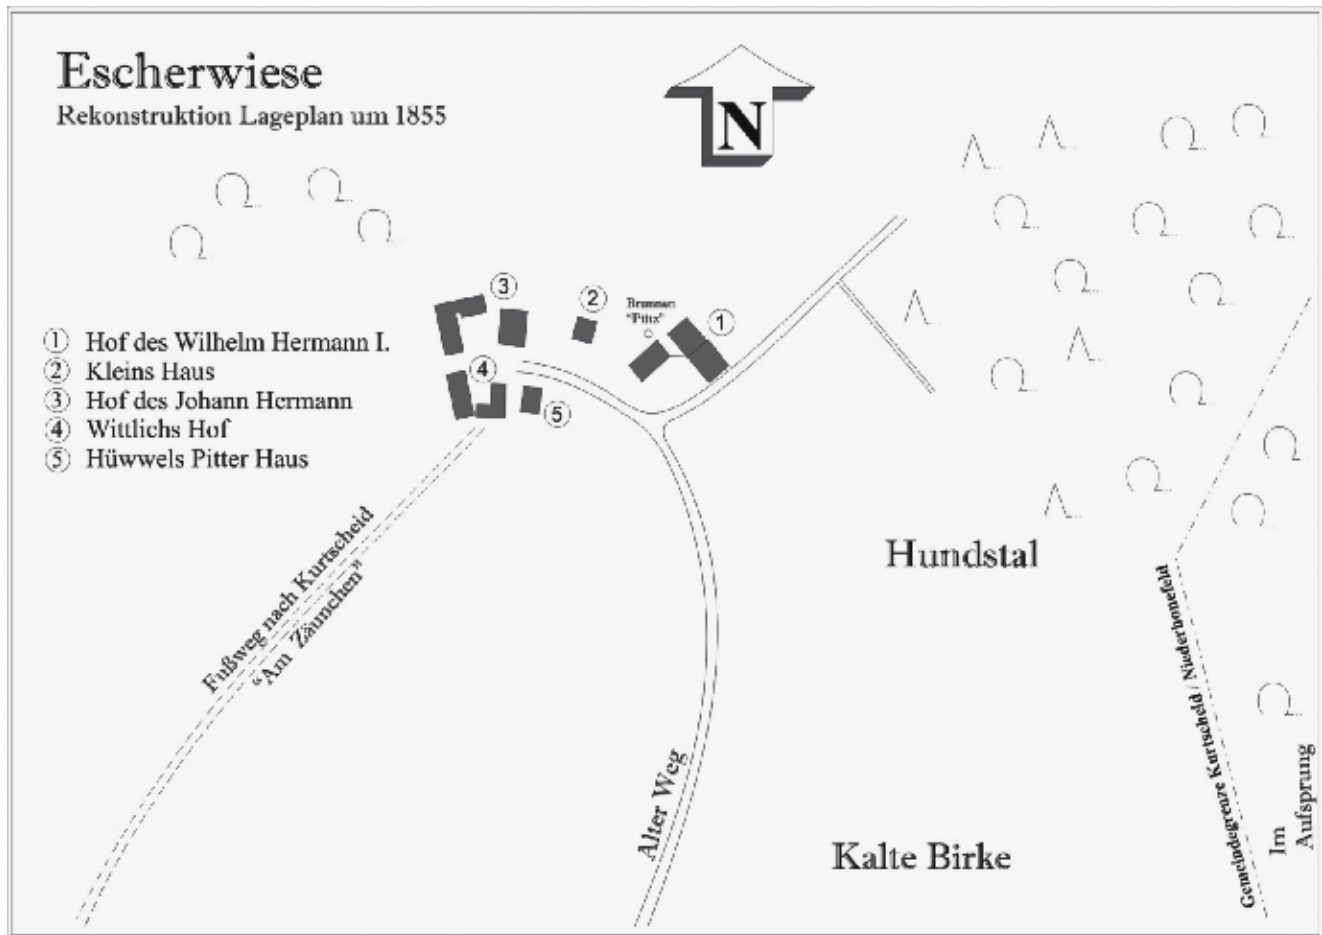 Escherwiese
Rekonstruktion Lageplan um 1855
N
3
2
Brunnen
1
4
5
1 Hof des Wilhelm Hermann I.
2 Kleins Haus
3 Hof des Johann Hermann
4 Wittlichs Hof
5 Hüwwels Pitter Haus
Fußweg nach Kurtscheid
“Am Zäunchen”
Hundstal
Alter Weg
Kalte Birke
Gemeindegrenze Kurtscheid / Niederhonefeld
Im
Aufsprung